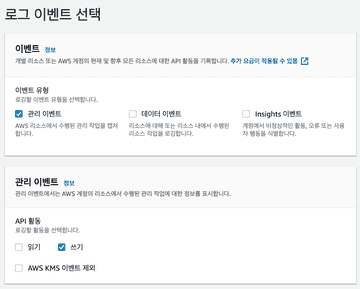 로그 이벤트 선택
이벤트 정보
개별 리소스 또는 AWS 계정의 현재 및 향후 모든 리소스에 대한 API 활동을 기록합니다. 추가 요금이 적용될 수 있음
이벤트 유형
로깅할 이벤트 유형을 선택합니다.
관리 이벤트
AWS 리소스에서 수행된 관리 작업을 캡처합니다.
데이터 이벤트
리소스에 대해 또는 리소스 내에서 수행된 리소스 작업을 로깅합니다.
Insights 이벤트
계정에서 비정상적인 활동, 오류 또는 사용자 행동을 식별합니다.
관리 이벤트 정보
관리 이벤트에서는 AWS 계정의 리소스에서 수행된 관리 작업에 대한 정보를 표시합니다.
API 활동
로깅할 활동을 선택합니다.
읽기
쓰기
AWS KMS 이벤트 제외